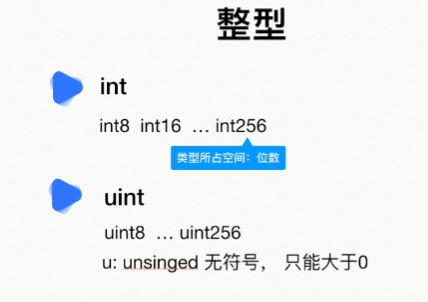 整型
int
int8 int16 … int256
类型所占空间：位数
uint
uint8 … uint256
u: unsinged 无符号， 只能大于0